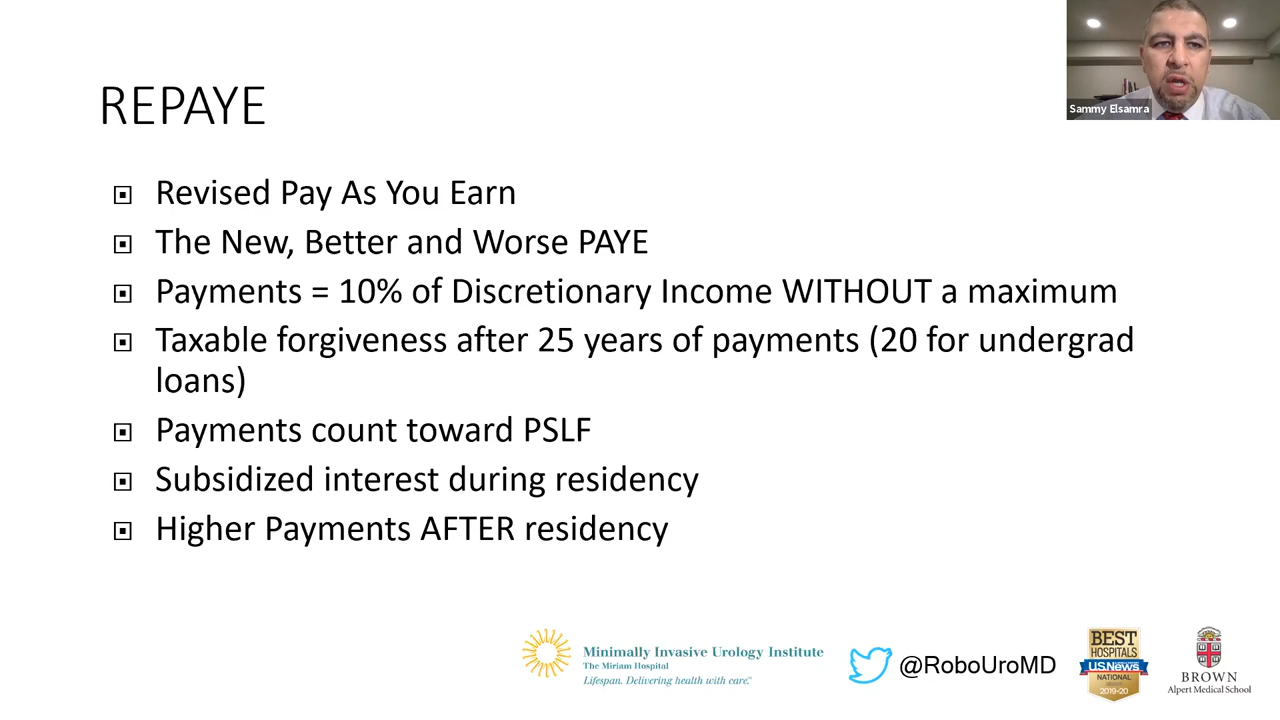 REPAYE
Sammy Elsamra
Revised Pay As You Earn
The New, Better and Worse PAYE
Payments = 10% of Discretionary Income WITHOUT a maximum
Taxable forgiveness after 25 years of payments (20 for undergrad
loans)
Payments count toward PSLF
Subsidized interest during residency
Higher Payments AFTER residency
Minimally Invasive Urology Institute
The Miriam Hospital
Lifespan. Delivering health with care.
@RoboUroMD
BEST
HOSPITALS
U.S.News
NATIONAL
2019-20
BROWN
Alpert Medical School